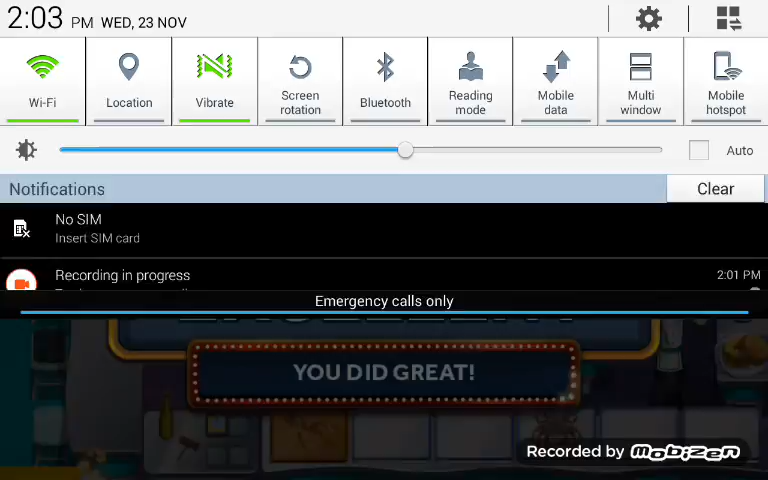 2:03 PM WED, 23 NOV
Wi-Fi
Location
Vibrate
Screen rotation
Bluetooth
Reading mode
Mobile data
Multi window
Mobile hotspot
Auto
Notifications
Clear
No SIM
Insert SIM card
Recording in progress
2:01 PM
Emergency calls only
YOU DID GREAT!
Recorded by Mobizen